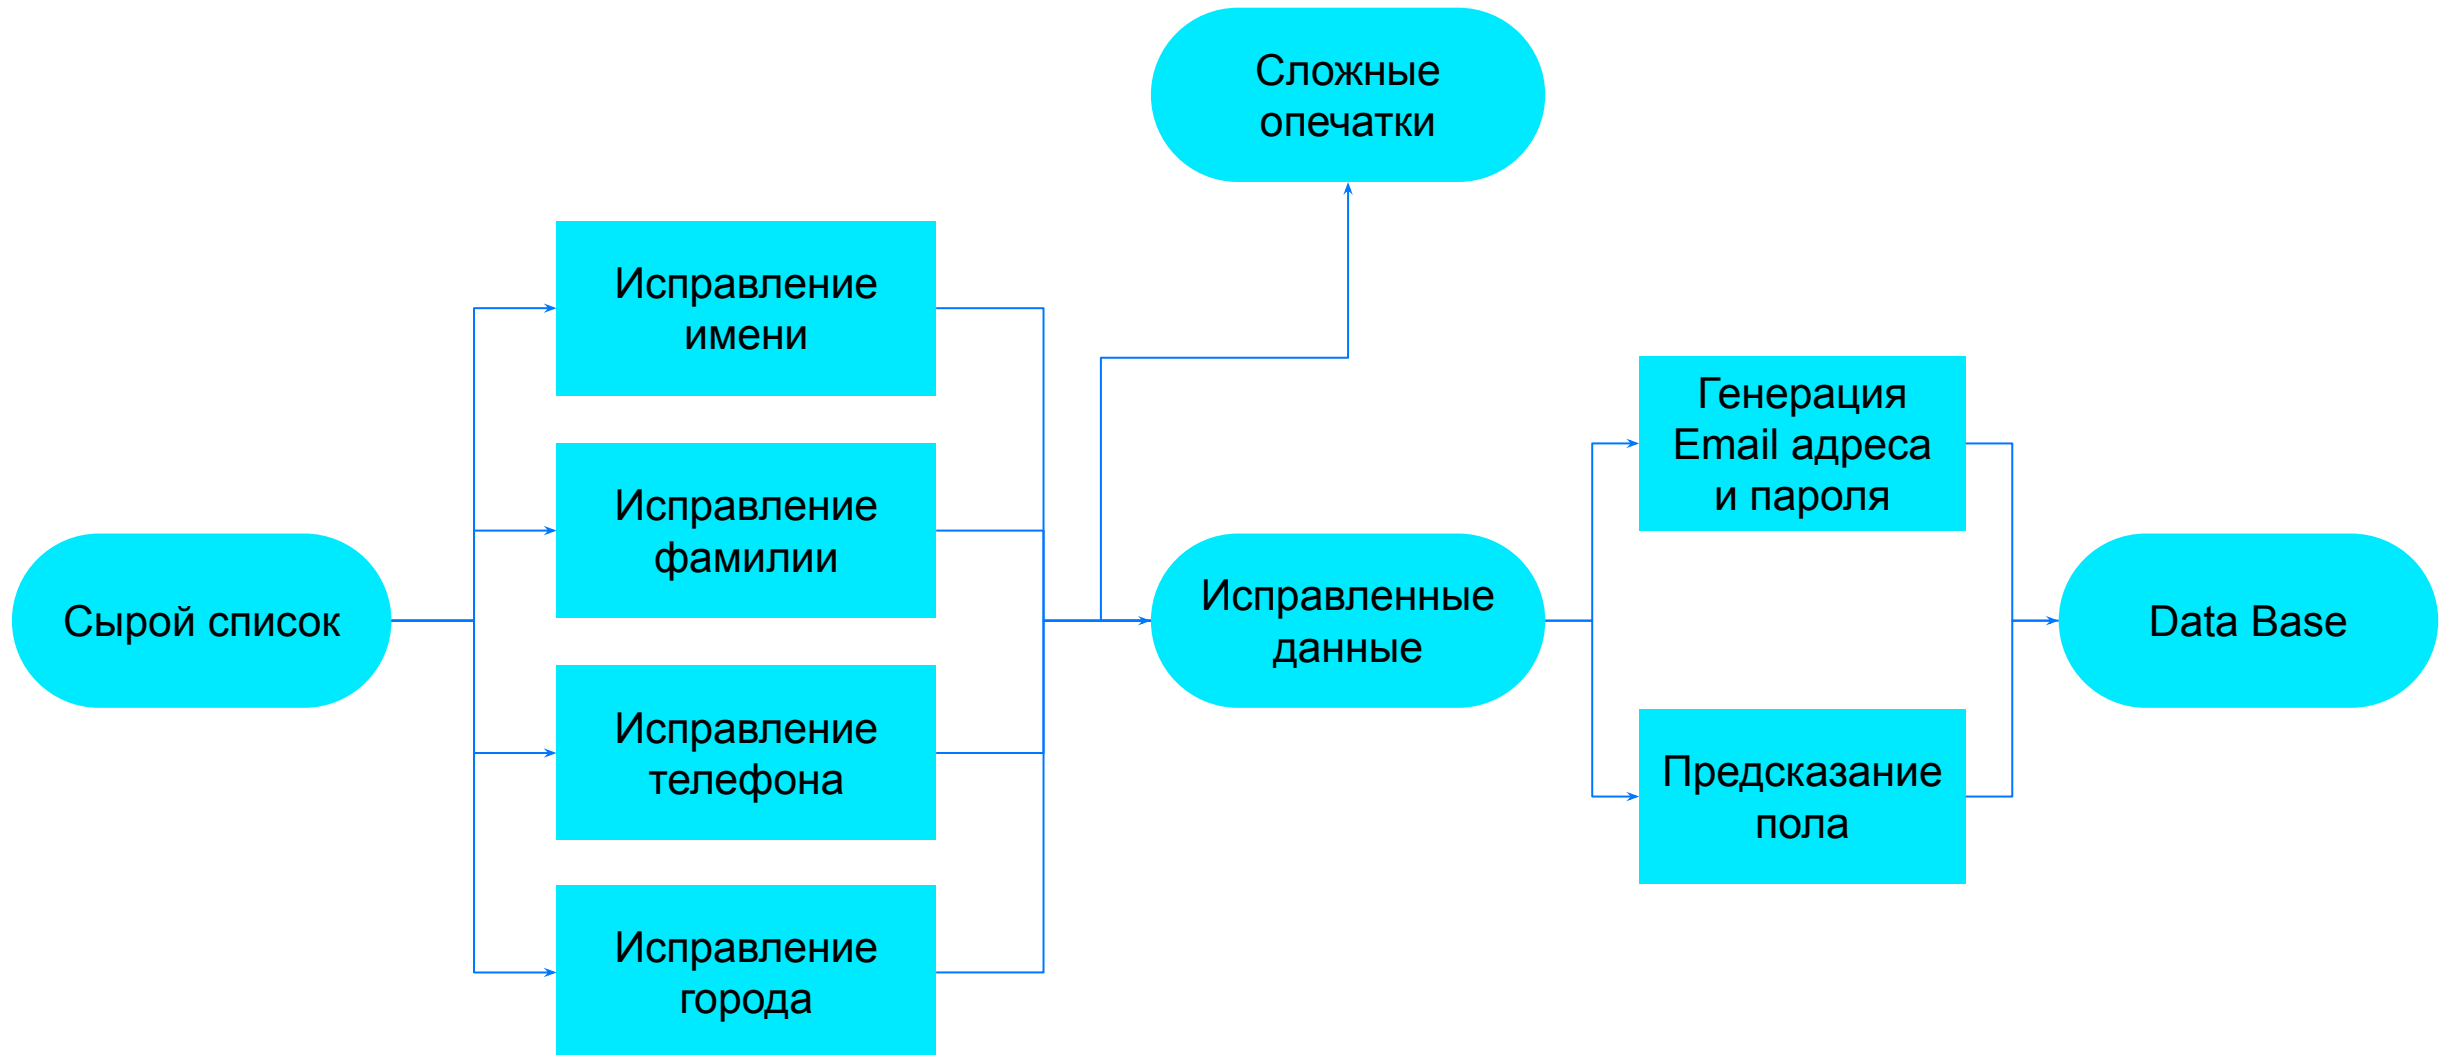 Сложные
опечатки
Исправление
имени
Исправление
фамилии
Исправление
телефона
Исправление
города
Сырой список
Исправленные
данные
Генерация
Email адреса
и пароля
Предсказание
пола
Data Base